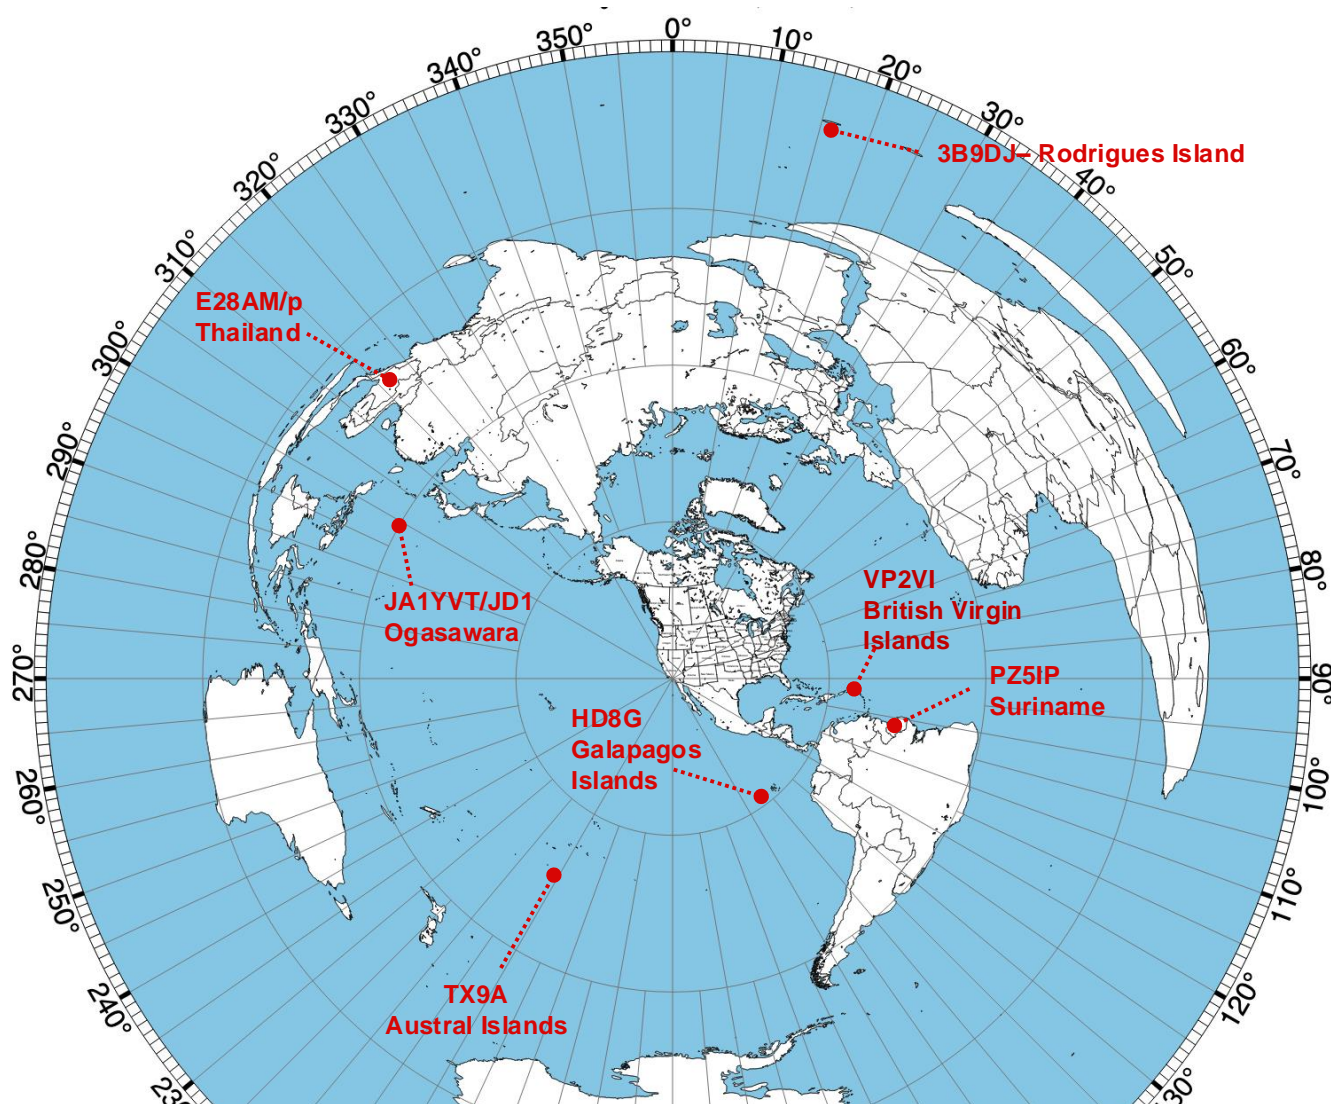 0°
350°
10°
340°
20°
330°
30°
3B9DJ– Rodrigues Island
320°
40°
310°
50°
E28AM/p
Thailand
300°
60°
290°
70°
280°
80°
VP2VI
British Virgin
Islands
JA1YVT/JD1
Ogasawara
270°
90°
PZ5IP
Suriname
HD8G
Galapagos
Islands
260°
100°
250°
110°
240°
120°
TX9A
Austral Islands
230°
130°